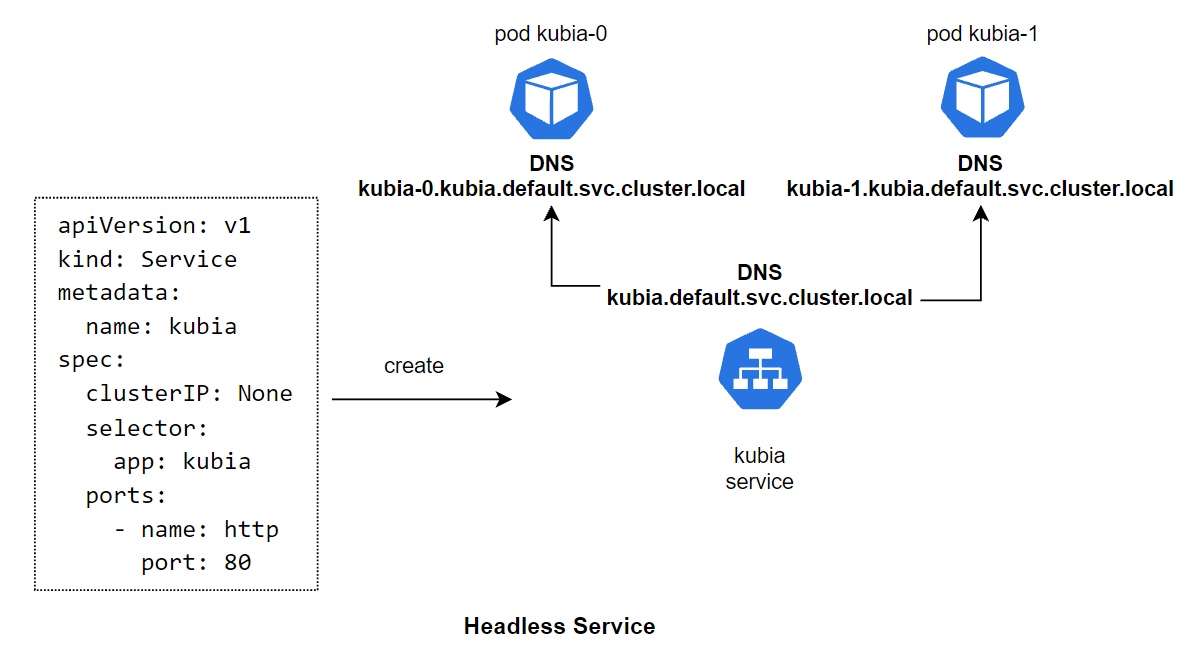 pod kubia-0
pod kubia-1
DNS
kubia-0.kubia.default.svc.cluster.local
DNS
kubia-1.kubia.default.svc.cluster.local
apiVersion: v1
kind: Service
metadata:
  name: kubia
spec:
  clusterIP: None
  selector:
    app: kubia
  ports:
    - name: http
      port: 80
create
DNS
kubia.default.svc.cluster.local
kubia
service
Headless Service